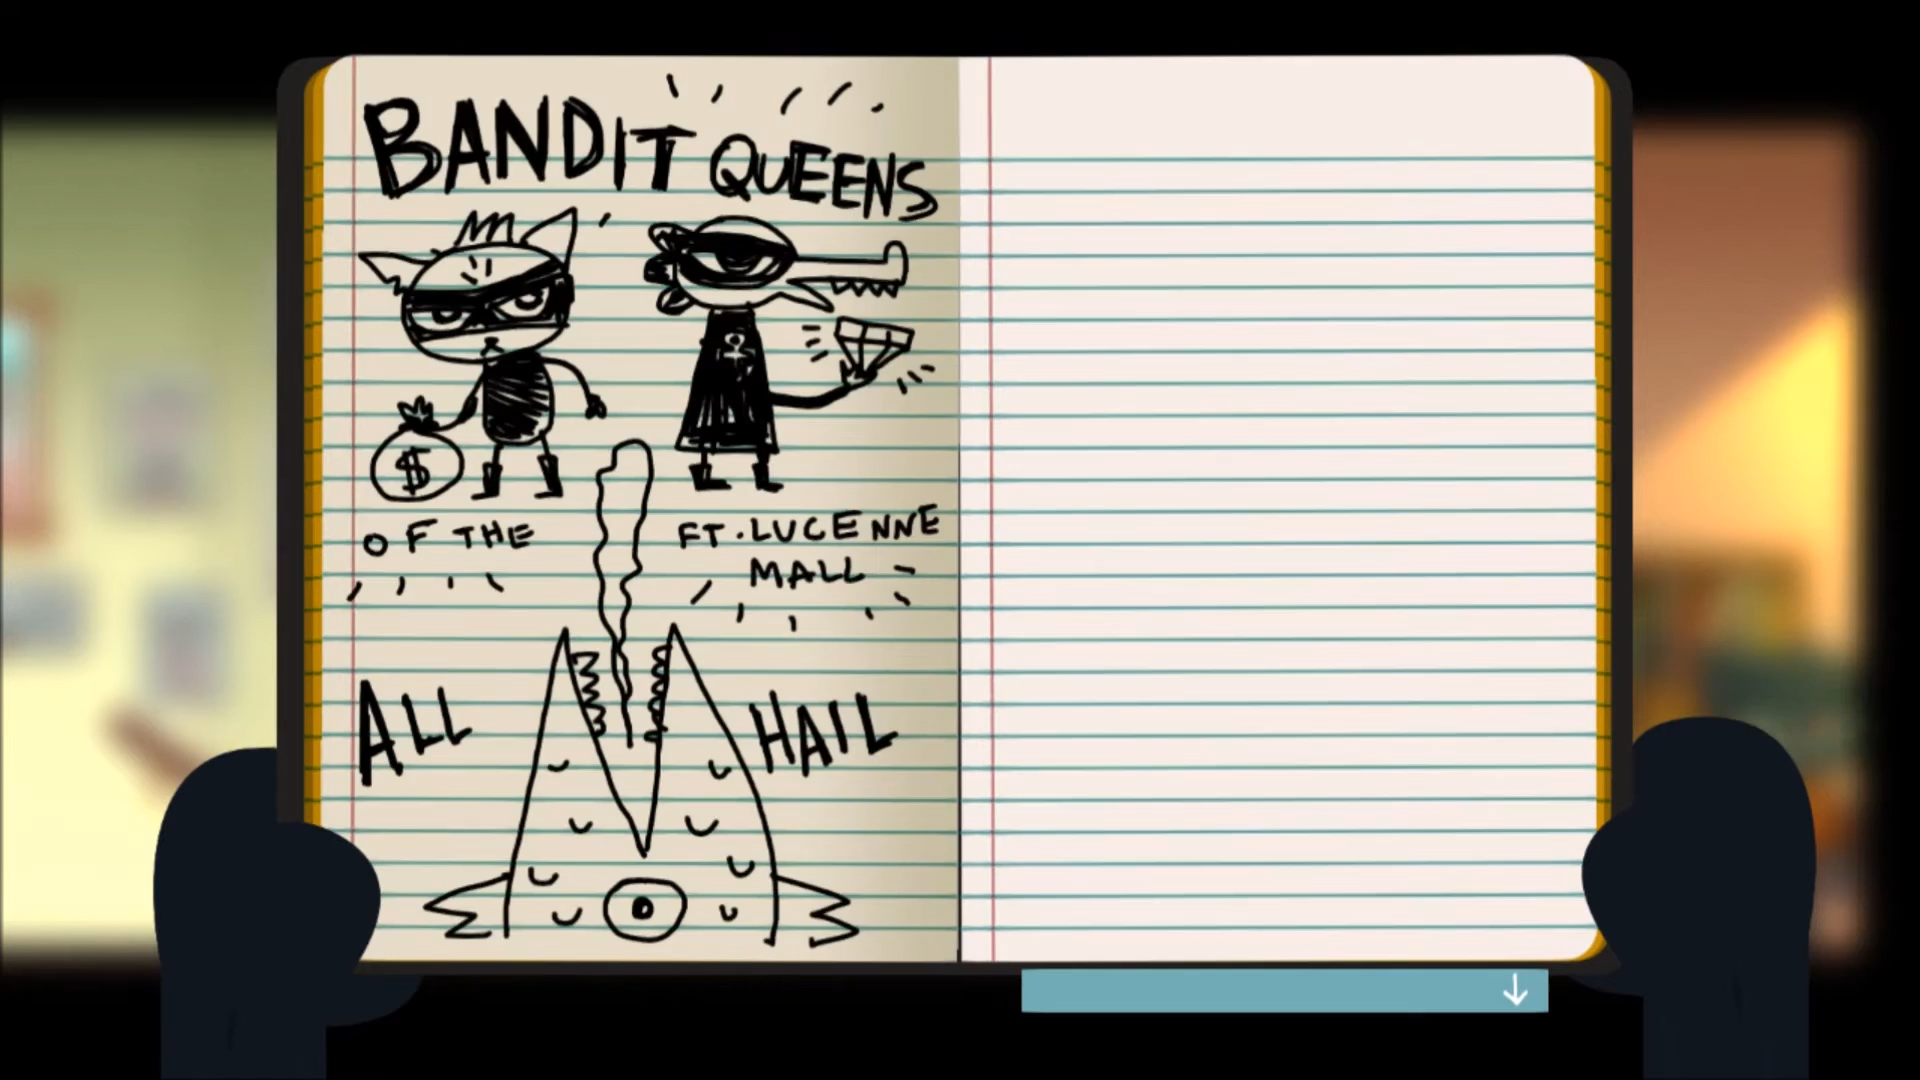 BANDIT QUEENS
$
OF THE FT. LUCENNE
MALL
ALL HAIL